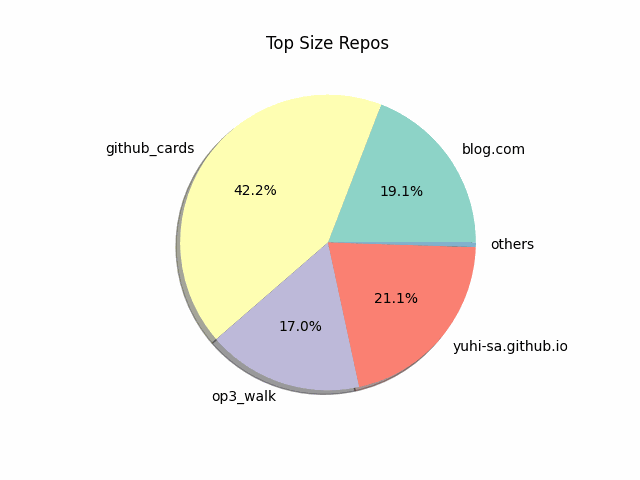 Top Size Repos
github_cards
blog.com
42.2%
19.1%
others
21.1%
17.0%
yuhi-sa.github.io
op3_walk